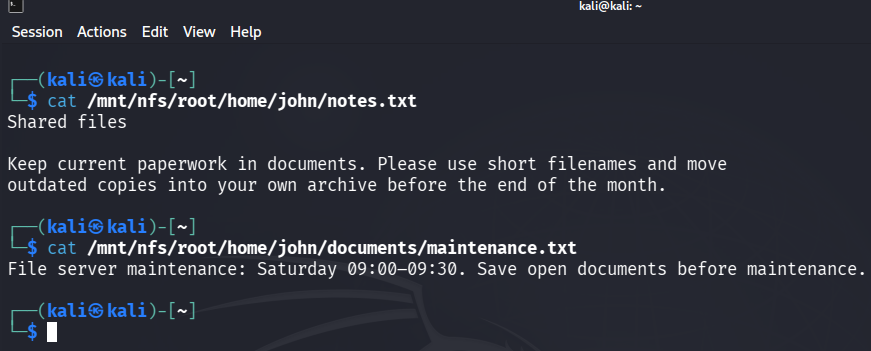 kali@kali: ~
Session Actions Edit View Help
┌──(kali㉿kali)-[~]
└─$ cat /mnt/nfs/root/home/john/notes.txt
Shared files
Keep current paperwork in documents. Please use short filenames and move
outdated copies into your own archive before the end of the month.
┌──(kali㉿kali)-[~]
└─$ cat /mnt/nfs/root/home/john/documents/maintenance.txt
File server maintenance: Saturday 09:00–09:30. Save open documents before maintenance.
┌──(kali㉿kali)-[~]
└─$